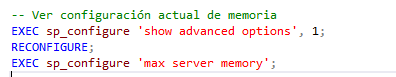 -- Ver configuración actual de memoria
EXEC sp_configure 'show advanced options', 1;
RECONFIGURE;
EXEC sp_configure 'max server memory';